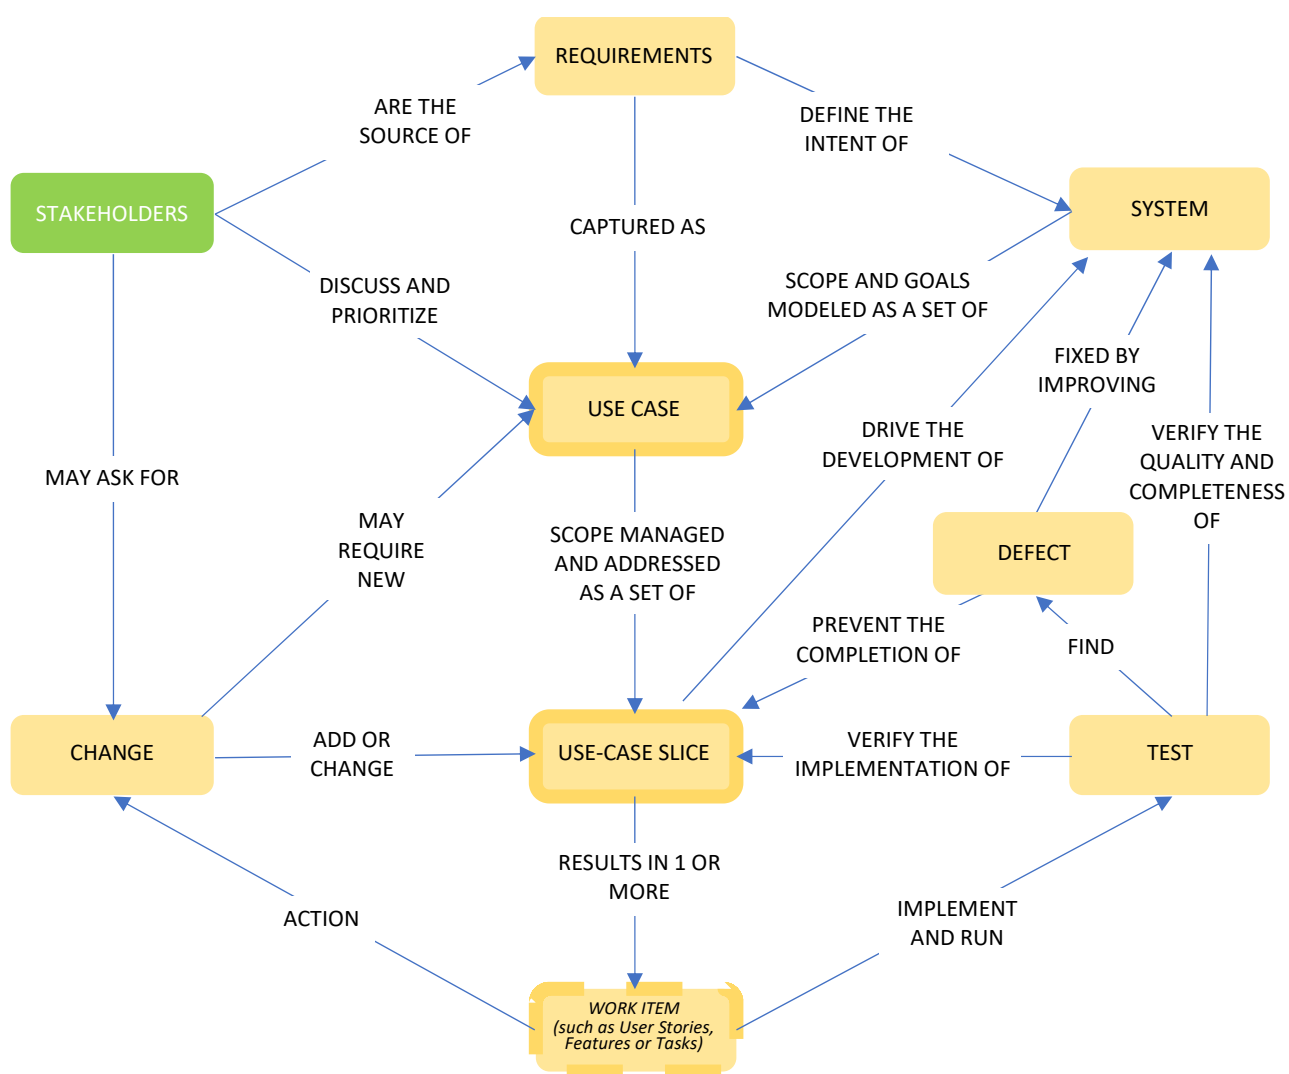 REQUIREMENTS
ARE THE
SOURCE OF
DEFINE THE
INTENT OF
STAKEHOLDERS
SYSTEM
CAPTURED AS
DISCUSS AND
PRIORITIZE
SCOPE AND GOALS
MODELED AS A SET OF
FIXED BY
IMPROVING
USE CASE
DRIVE THE
DEVELOPMENT OF
VERIFY THE
QUALITY AND
COMPLETENESS
OF
MAY ASK FOR
MAY
REQUIRE
NEW
SCOPE MANAGED
AND ADDRESSED
AS A SET OF
DEFECT
PREVENT THE
COMPLETION OF
FIND
CHANGE
ADD OR
CHANGE
USE-CASE SLICE
VERIFY THE
IMPLEMENTATION OF
TEST
RESULTS IN 1 OR
MORE
ACTION
IMPLEMENT
AND RUN
WORK ITEM
(such as User Stories,
Features or Tasks)